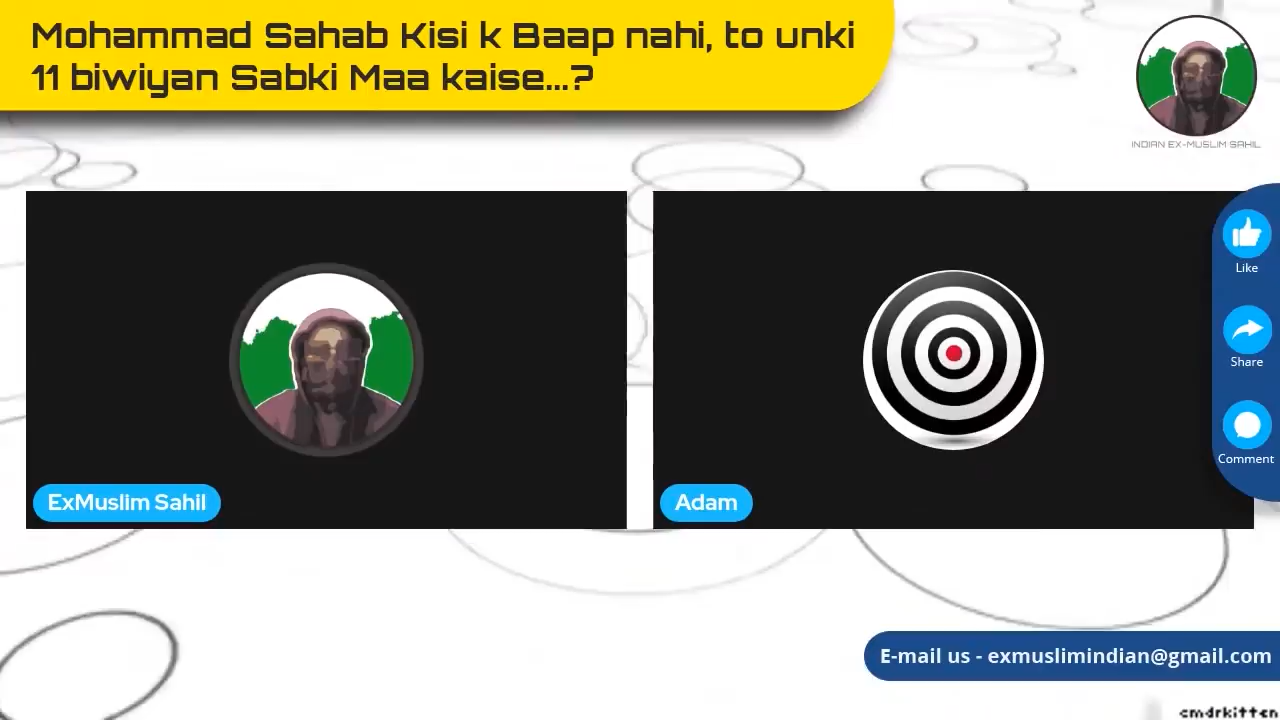 Mohammad Sahab Kisi k Baap nahi, to unki
11 biwiyan Sabki Maa kaise...?
INDIAN EX-MUSLIM SAHIL
Like
Share
Comment
ExMuslim Sahil
Adam
E-mail us - exmuslimindian@gmail.com
cmdrkitten